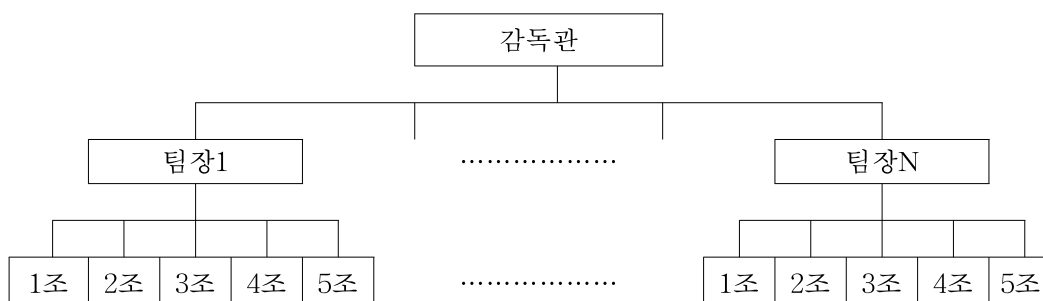 감독관
팀장1 ------------------ 팀장N
1조 2조 3조 4조 5조 ------------------ 1조 2조 3조 4조 5조